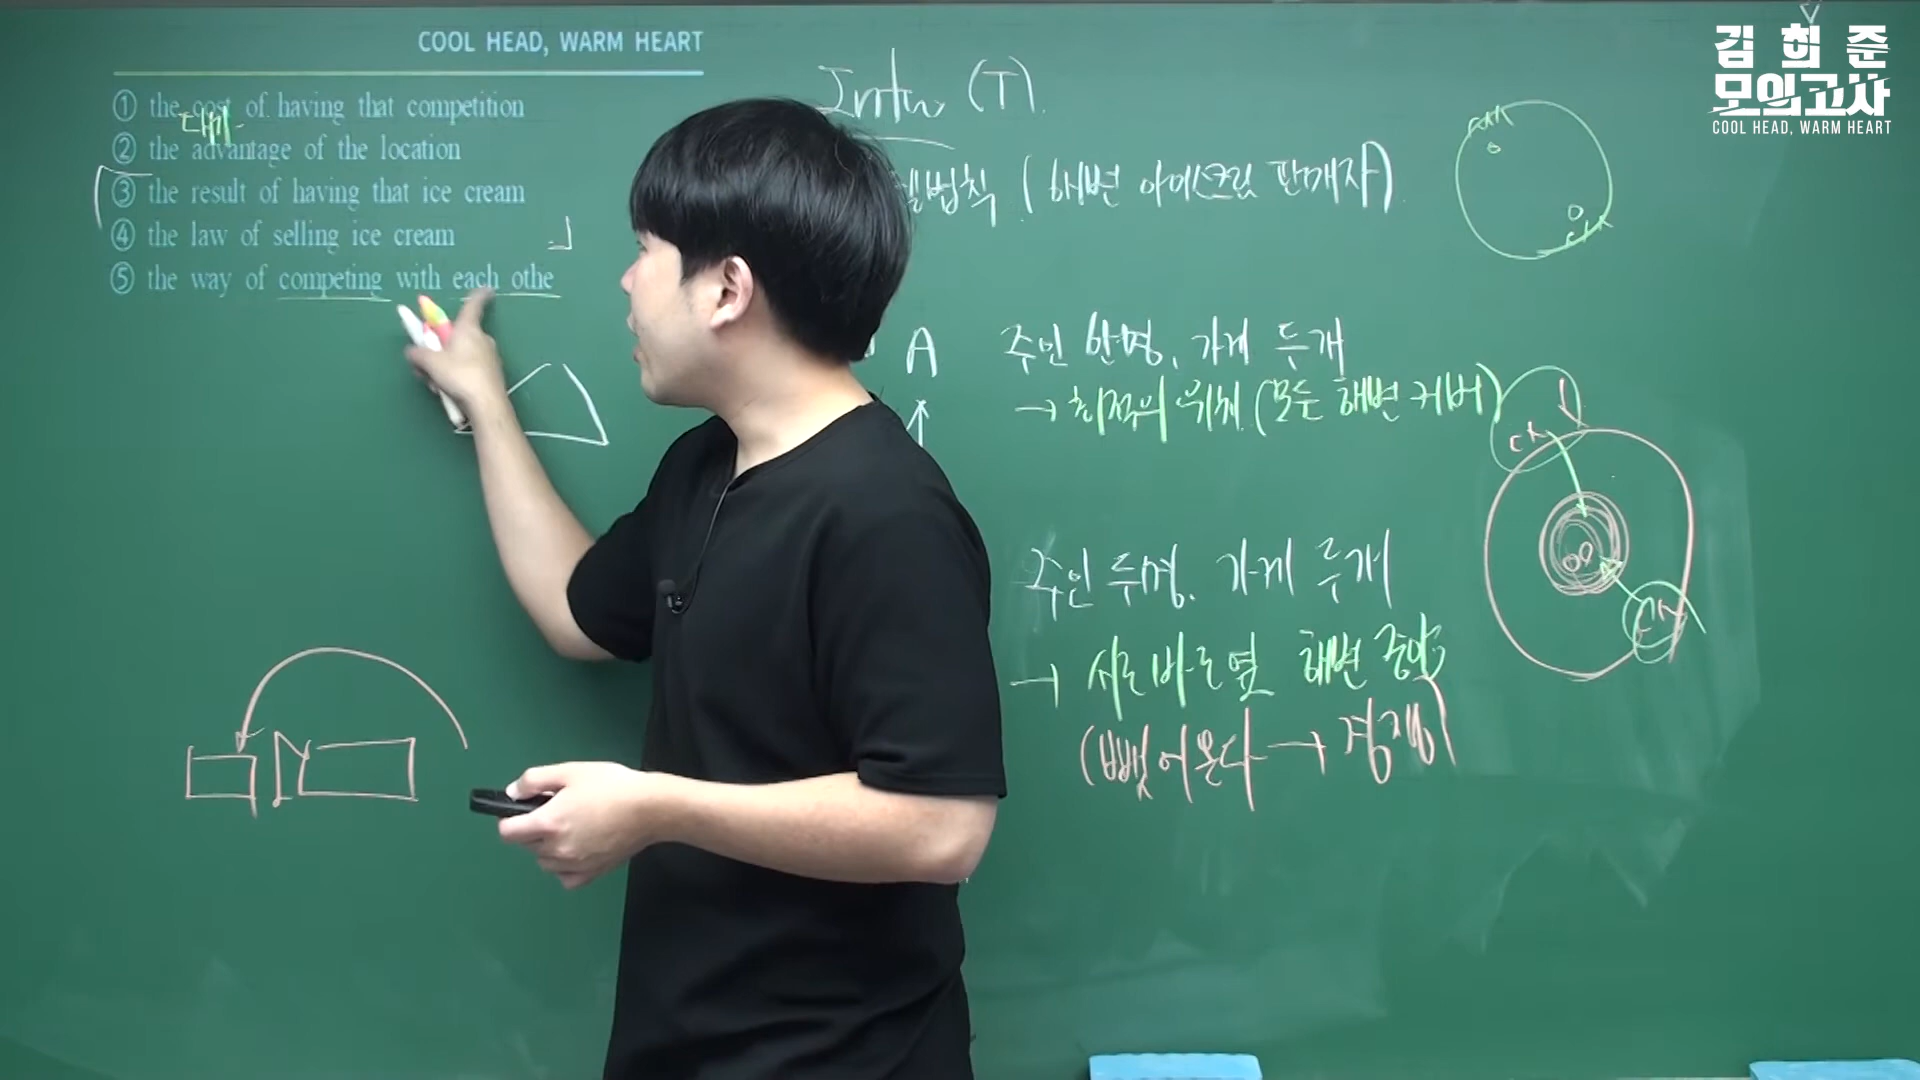 COOL HEAD, WARM HEART
① the cost of having that competition
대가
② the advantage of the location
③ the result of having that ice cream
④ the law of selling ice cream
⑤ the way of competing with each othe
Intro (T).
법칙 (해변 아이스크림 판매자)
A
주인 한명, 가게 두개
→ 최적의 위치 (모든 해변 커버)
주인 두명, 가게 두개
→ 서로 바로 옆 해변 중앙
(뺏어온다 → 경쟁)
김희준
모의고사
COOL HEAD, WARM HEART